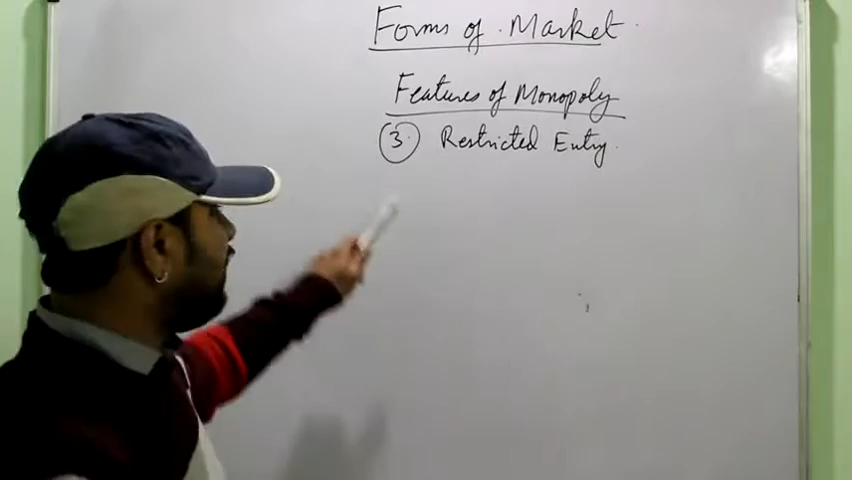 Forms of Market
Features of Monopoly
3. Restricted Entry.